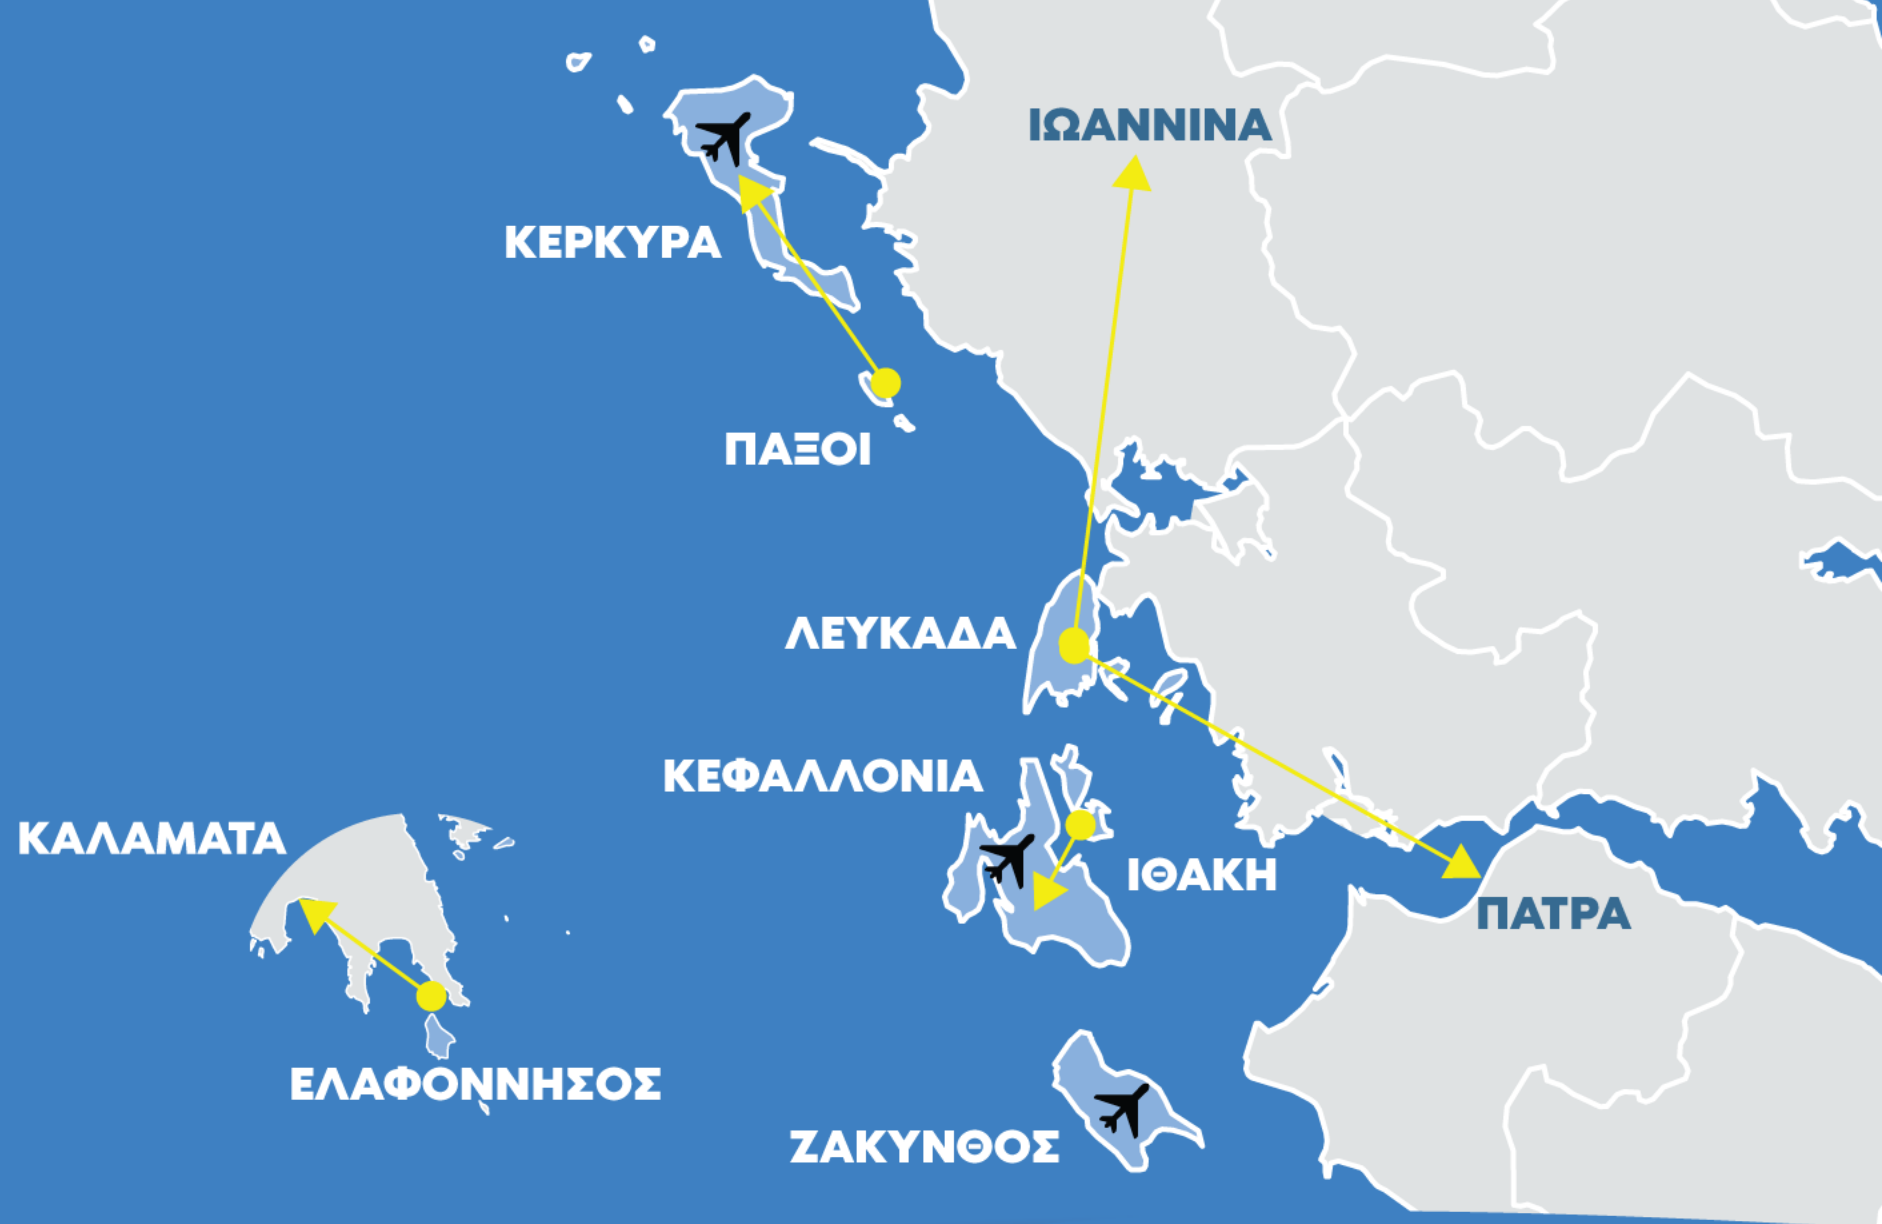 ΙΩΑΝΝΙΝΑ
ΚΕΡΚΥΡΑ
ΠΑΞΟΙ
ΛΕΥΚΑΔΑ
ΚΕΦΑΛΛΟΝΙΑ
ΚΑΛΑΜΑΤΑ
ΙΘΑΚΗ
ΠΑΤΡΑ
ΕΛΑΦΟΝΝΗΣΟΣ
ΖΑΚΥΝΘΟΣ